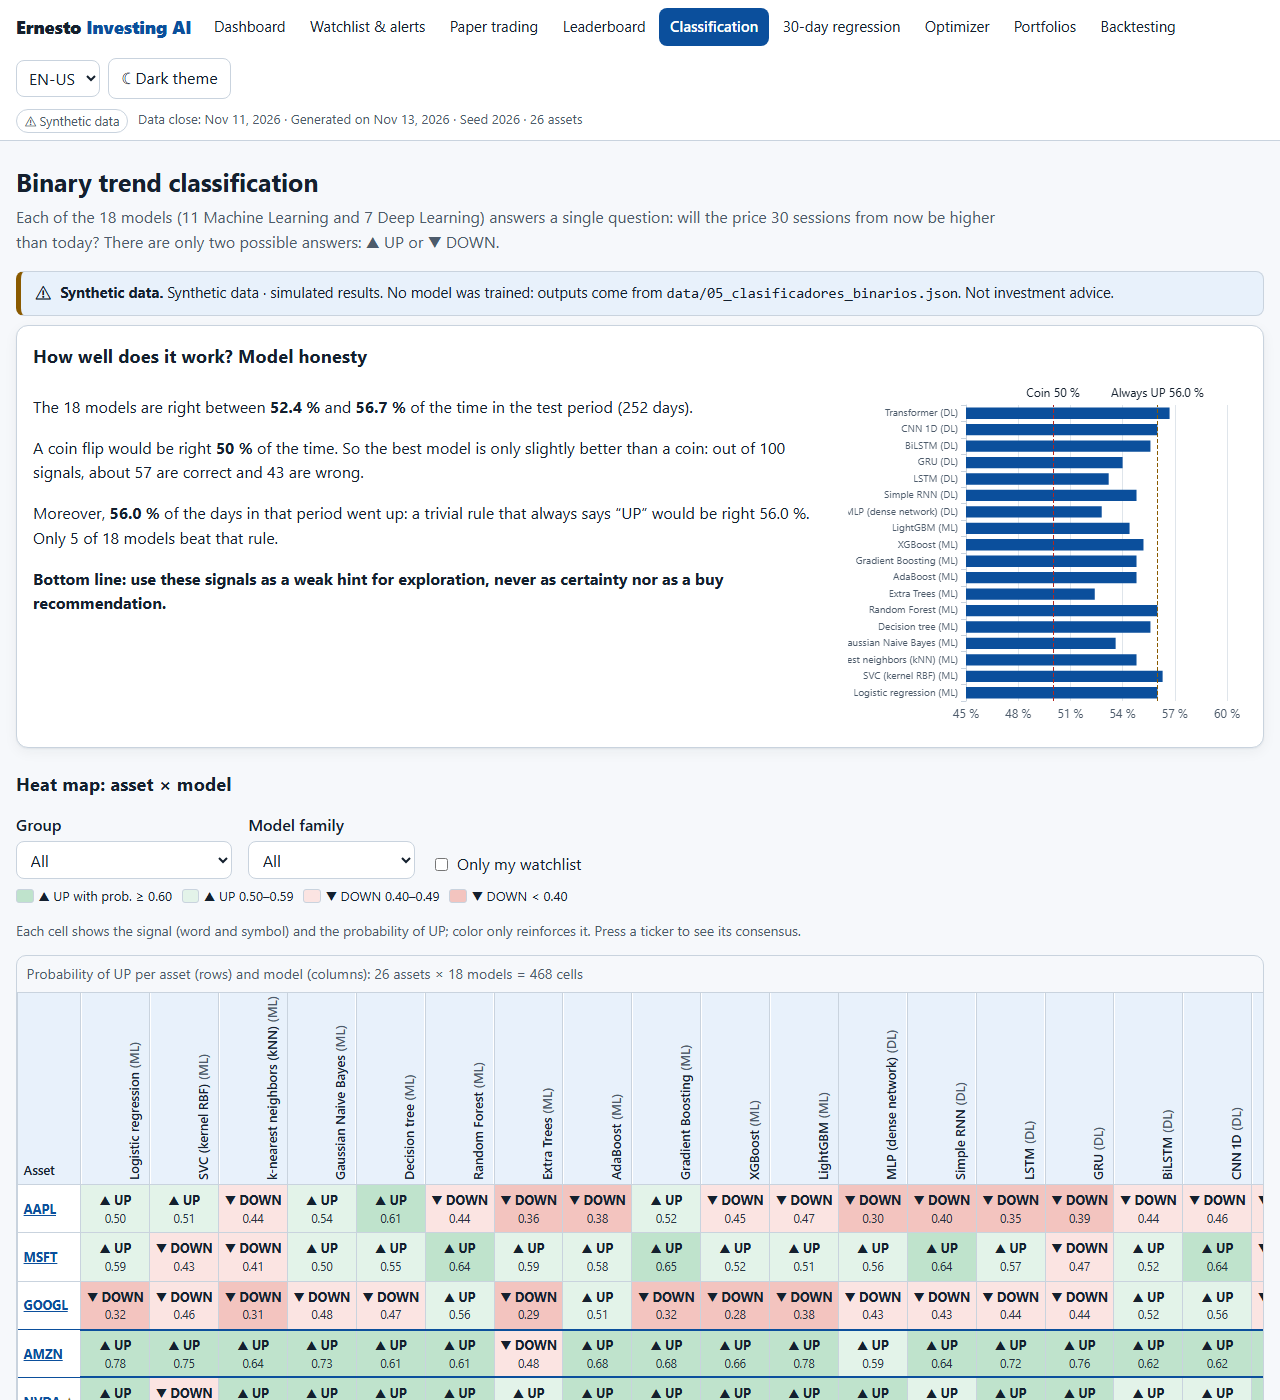 Ernesto Investing AI Dashboard Watchlist & alerts Paper trading Leaderboard Classification 30-day regression Optimizer Portfolios Backtesting
EN-US ☾ Dark theme
⚠ Synthetic data Data close: Nov 11, 2026 · Generated on Nov 13, 2026 · Seed 2026 · 26 assets
Binary trend classification
Each of the 18 models (11 Machine Learning and 7 Deep Learning) answers a single question: will the price 30 sessions from now be higher
than today? There are only two possible answers: ▲ UP or ▼ DOWN.
⚠ Synthetic data. Synthetic data · simulated results. No model was trained: outputs come from data/05_clasificadores_binarios.json. Not investment advice.
How well does it work? Model honesty
The 18 models are right between 52.4 % and 56.7 % of the time in the test period (252 days).
A coin flip would be right 50 % of the time. So the best model is only slightly better than a coin: out of 100
signals, about 57 are correct and 43 are wrong.
Moreover, 56.0 % of the days in that period went up: a trivial rule that always says “UP” would be right 56.0 %.
Only 5 of 18 models beat that rule.
Bottom line: use these signals as a weak hint for exploration, never as certainty nor as a buy
recommendation.
Coin 50 % Always UP 56.0 %
Transformer (DL)
CNN 1D (DL)
BiLSTM (DL)
GRU (DL)
LSTM (DL)
Simple RNN (DL)
MLP (dense network) (DL)
LightGBM (ML)
XGBoost (ML)
Gradient Boosting (ML)
AdaBoost (ML)
Extra Trees (ML)
Random Forest (ML)
Decision tree (ML)
aussian Naive Bayes (ML)
est neighbors (kNN) (ML)
SVC (kernel RBF) (ML)
Logistic regression (ML)
45 % 48 % 51 % 54 % 57 % 60 %
Heat map: asset × model
Group Model family
All All Only my watchlist
▲ UP with prob. ≥ 0.60 ▲ UP 0.50–0.59 ▼ DOWN 0.40–0.49 ▼ DOWN < 0.40
Each cell shows the signal (word and symbol) and the probability of UP; color only reinforces it. Press a ticker to see its consensus.
Probability of UP per asset (rows) and model (columns): 26 assets × 18 models = 468 cells
Asset
Logistic regression (ML)
SVC (kernel RBF) (ML)
k-nearest neighbors (kNN) (ML)
Gaussian Naive Bayes (ML)
Decision tree (ML)
Random Forest (ML)
Extra Trees (ML)
AdaBoost (ML)
Gradient Boosting (ML)
XGBoost (ML)
LightGBM (ML)
MLP (dense network) (DL)
Simple RNN (DL)
LSTM (DL)
GRU (DL)
BiLSTM (DL)
CNN 1D (DL)
AAPL
▲ UP ▲ UP ▼ DOWN ▲ UP ▲ UP ▼ DOWN ▼ DOWN ▼ DOWN ▲ UP ▼ DOWN ▼ DOWN ▼ DOWN ▼ DOWN ▼ DOWN ▼ DOWN ▼ DOWN ▼ DOWN ▼
0.50 0.51 0.44 0.54 0.61 0.44 0.36 0.38 0.52 0.45 0.47 0.30 0.40 0.35 0.39 0.44 0.46
MSFT
▲ UP ▼ DOWN ▼ DOWN ▲ UP ▲ UP ▲ UP ▲ UP ▲ UP ▲ UP ▲ UP ▲ UP ▲ UP ▲ UP ▲ UP ▼ DOWN ▲ UP ▲ UP ▼
0.59 0.43 0.41 0.50 0.55 0.64 0.59 0.58 0.65 0.52 0.51 0.56 0.64 0.57 0.47 0.52 0.64
GOOGL
▼ DOWN ▼ DOWN ▼ DOWN ▼ DOWN ▼ DOWN ▲ UP ▼ DOWN ▲ UP ▼ DOWN ▼ DOWN ▼ DOWN ▼ DOWN ▼ DOWN ▼ DOWN ▼ DOWN ▲ UP ▲ UP ▼
0.32 0.46 0.31 0.48 0.47 0.56 0.29 0.51 0.32 0.28 0.38 0.43 0.43 0.44 0.44 0.52 0.56
AMZN
▲ UP ▲ UP ▲ UP ▲ UP ▲ UP ▲ UP ▼ DOWN ▲ UP ▲ UP ▲ UP ▲ UP ▲ UP ▲ UP ▲ UP ▲ UP ▲ UP ▲ UP
0.78 0.75 0.64 0.73 0.61 0.61 0.48 0.68 0.68 0.66 0.78 0.59 0.64 0.72 0.76 0.62 0.62
▲ UP ▼ DOWN ▲ UP ▲ UP ▲ UP ▲ UP ▲ UP ▲ UP ▲ UP ▲ UP ▲ UP ▲ UP ▲ UP ▲ UP ▲ UP ▲ UP ▲ UP